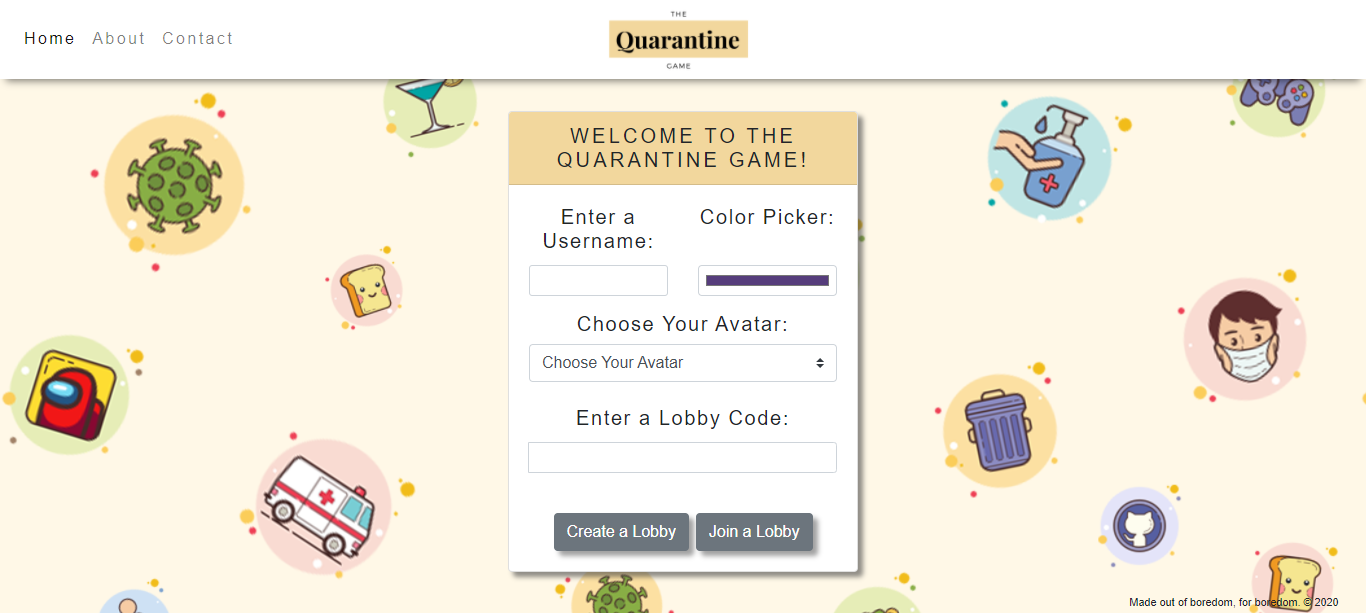 Home About Contact
THE
Quarantine
GAME
WELCOME TO THE
QUARANTINE GAME!
Enter a
Username:
Color Picker:
Choose Your Avatar:
Choose Your Avatar
Enter a Lobby Code:
Create a Lobby Join a Lobby
Made out of boredom, for boredom. © 2020